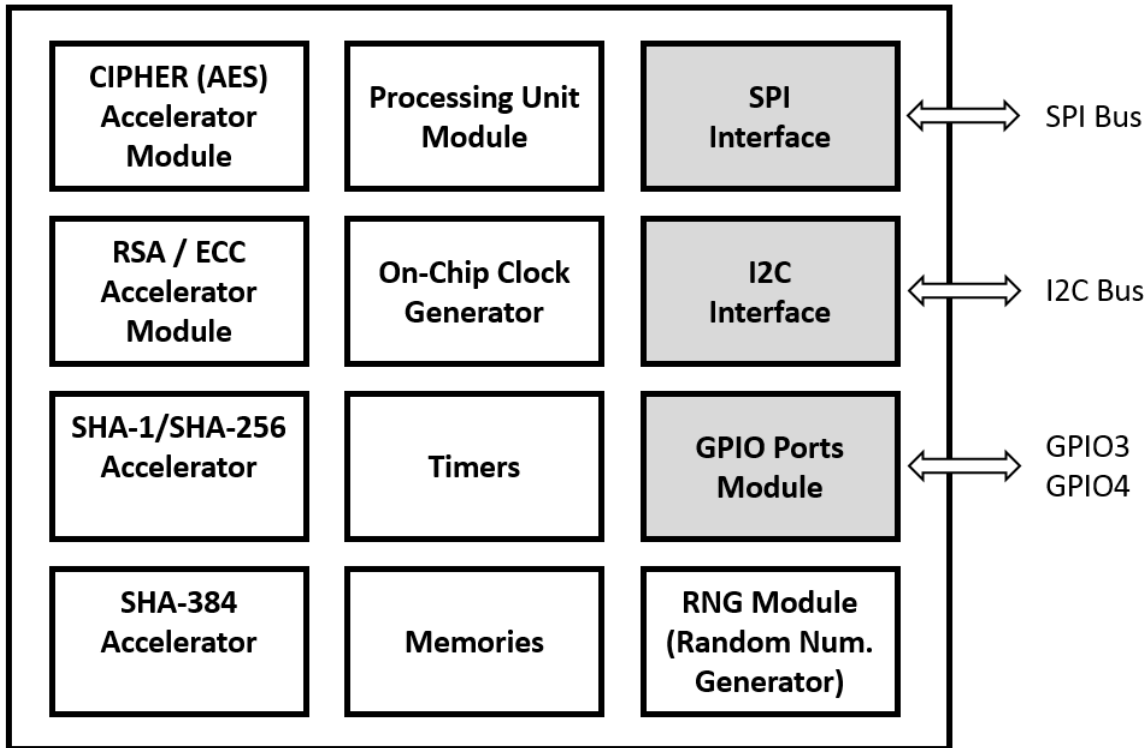 CIPHER (AES)
Accelerator
Module
Processing Unit
Module
SPI
Interface
SPI Bus
RSA / ECC
Accelerator
Module
On-Chip Clock
Generator
I2C
Interface
I2C Bus
SHA-1/SHA-256
Accelerator
Timers
GPIO Ports
Module
GPIO3
GPIO4
SHA-384
Accelerator
Memories
RNG Module
(Random Num.
Generator)